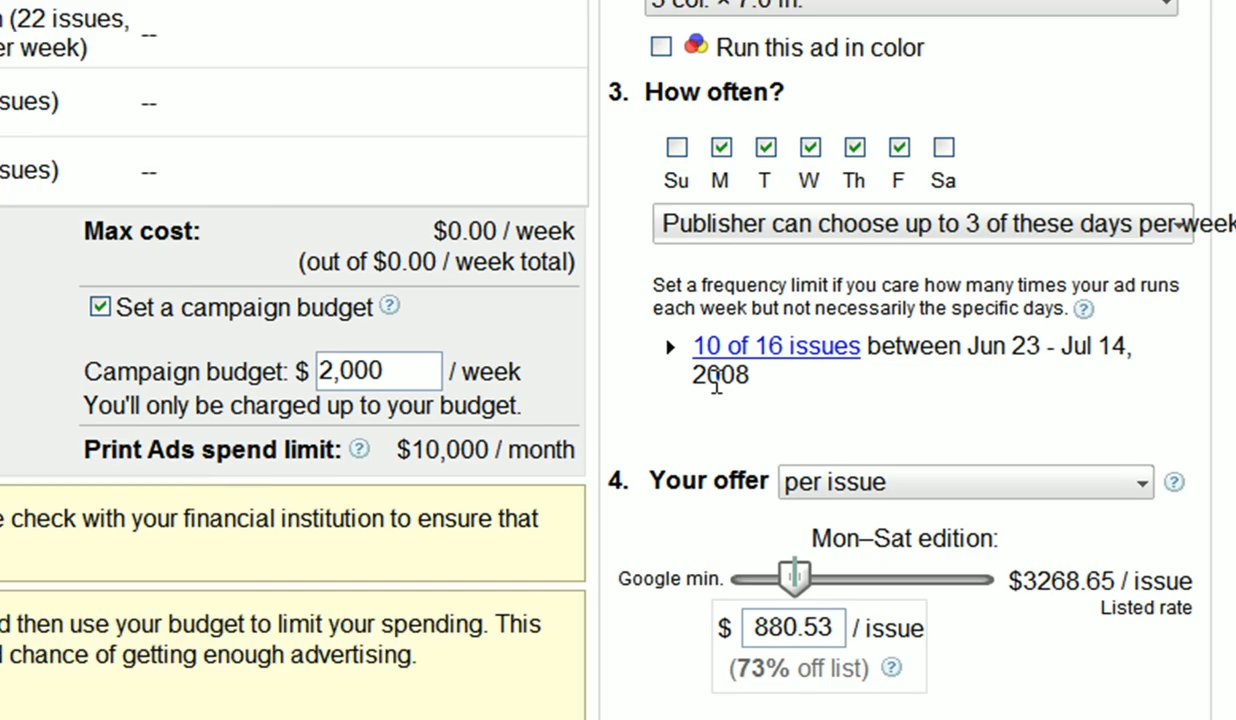 (22 issues,
er week)
--
sues)
--
sues)
--
Max cost: $0.00 / week
(out of $0.00 / week total)
Set a campaign budget ?
Campaign budget: $ 2,000 / week
You'll only be charged up to your budget.
Print Ads spend limit: ? $10,000 / month
e check with your financial institution to ensure that
d then use your budget to limit your spending. This
l chance of getting enough advertising.
Run this ad in color
3. How often?
Su M T W Th F Sa
Publisher can choose up to 3 of these days per week
Set a frequency limit if you care how many times your ad runs
each week but not necessarily the specific days. ?
10 of 16 issues between Jun 23 - Jul 14,
2008
4. Your offer per issue ?
Mon–Sat edition:
Google min. $3268.65 / issue
Listed rate
$ 880.53 / issue
(73% off list) ?